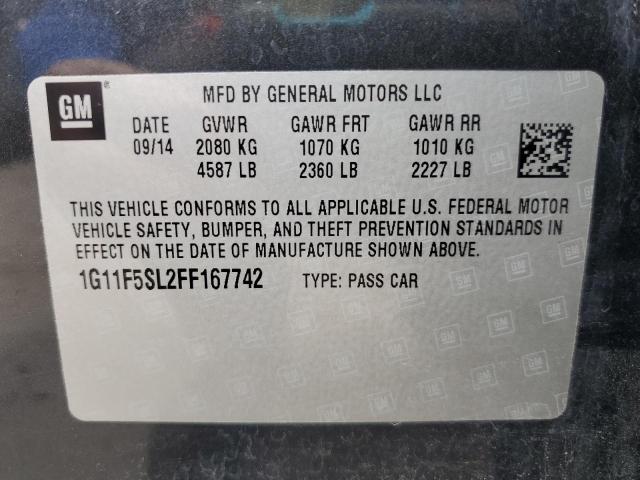 GM
®
MFD BY GENERAL MOTORS LLC
DATE GVWR GAWR FRT GAWR RR
09/14 2080 KG 1070 KG 1010 KG
4587 LB 2360 LB 2227 LB
THIS VEHICLE CONFORMS TO ALL APPLICABLE U.S. FEDERAL MOTOR
VEHICLE SAFETY, BUMPER, AND THEFT PREVENTION STANDARDS IN
EFFECT ON THE DATE OF MANUFACTURE SHOWN ABOVE.
1G11F5SL2FF167742 TYPE: PASS CAR